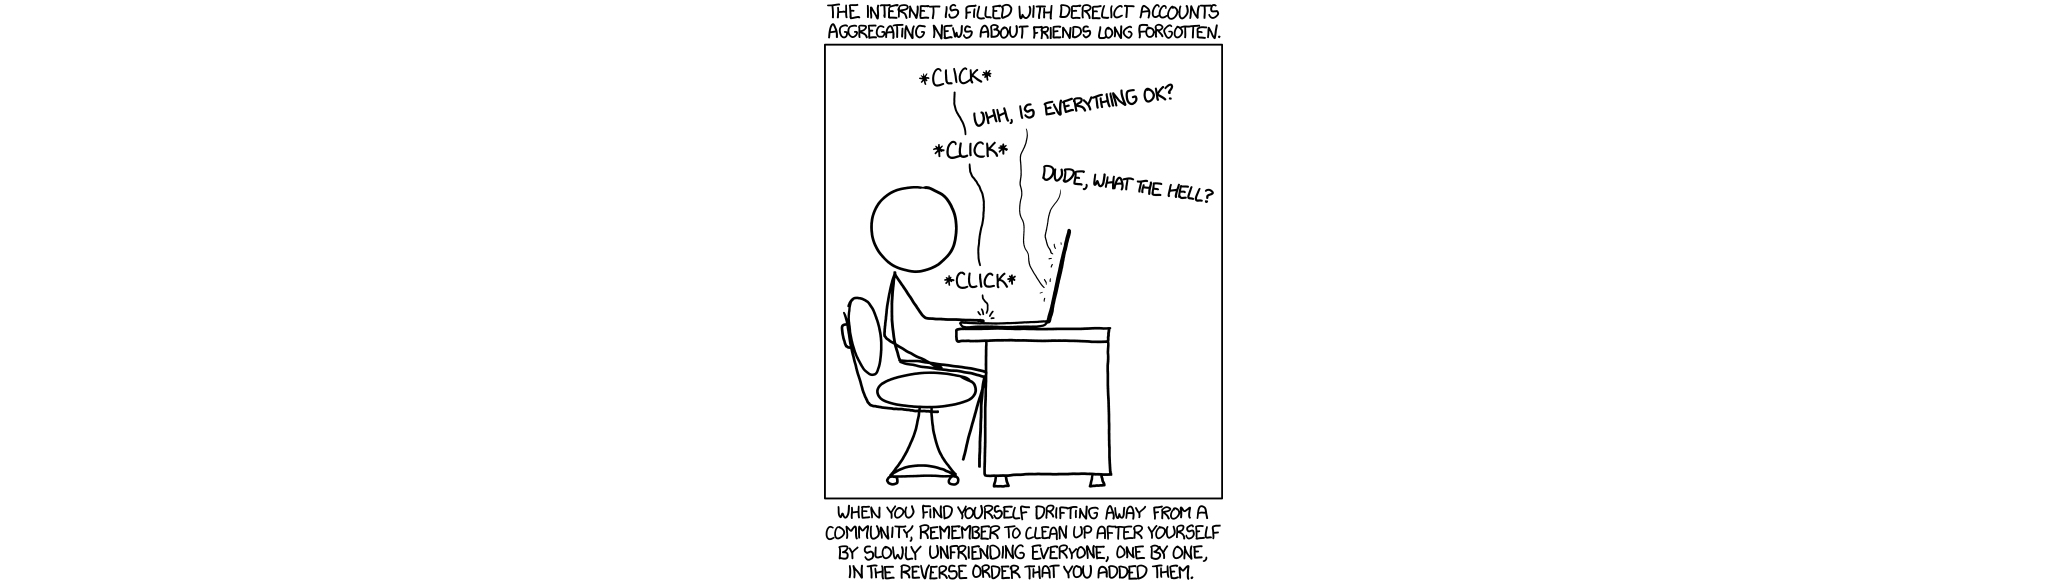 THE INTERNET IS FILLED WITH DERELICT ACCOUNTS
AGGREGATING NEWS ABOUT FRIENDS LONG FORGOTTEN.
*CLICK*
UHH, IS EVERYTHING OK?
*CLICK*
DUDE, WHAT THE HELL?
*CLICK*
WHEN YOU FIND YOURSELF DRIFTING AWAY FROM A
COMMUNITY, REMEMBER TO CLEAN UP AFTER YOURSELF
BY SLOWLY UNFRIENDING EVERYONE, ONE BY ONE,
IN THE REVERSE ORDER THAT YOU ADDED THEM.